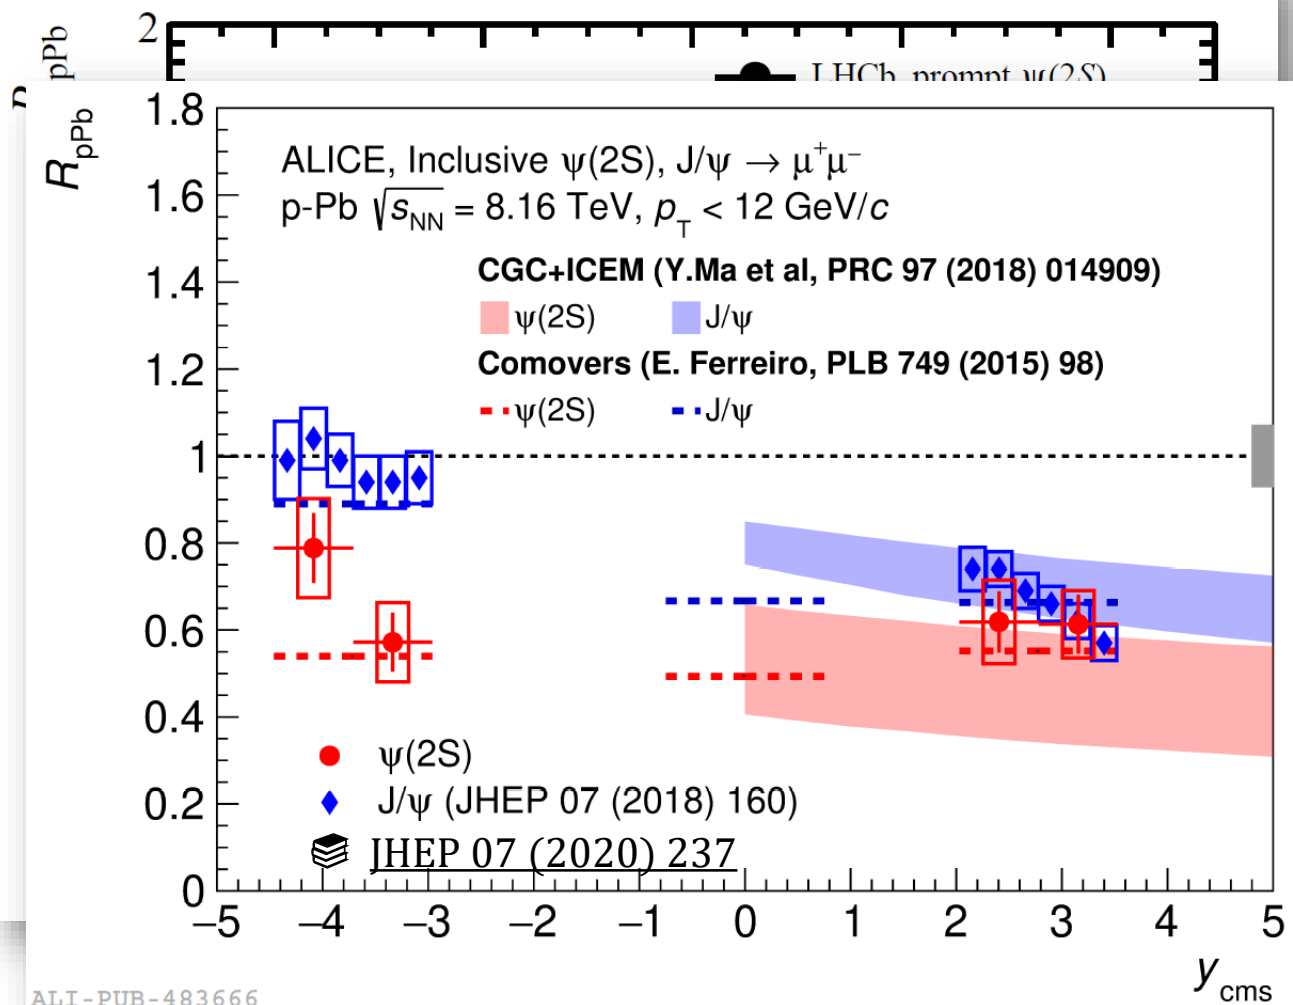 2
pPb
LHCb, prompt ψ(2S)
R_pPb
1.8
1.6
1.4
1.2
1
0.8
0.6
0.4
0.2
0
ALICE, Inclusive ψ(2S), J/ψ → μ⁺μ⁻
p-Pb √s_NN = 8.16 TeV, p_T < 12 GeV/c
CGC+ICEM (Y.Ma et al, PRC 97 (2018) 014909)
ψ(2S) J/ψ
Comovers (E. Ferreiro, PLB 749 (2015) 98)
ψ(2S) J/ψ
ψ(2S)
J/ψ (JHEP 07 (2018) 160)
JHEP 07 (2020) 237
−5 −4 −3 −2 −1 0 1 2 3 4 5
y_cms
ALI-PUB-483666